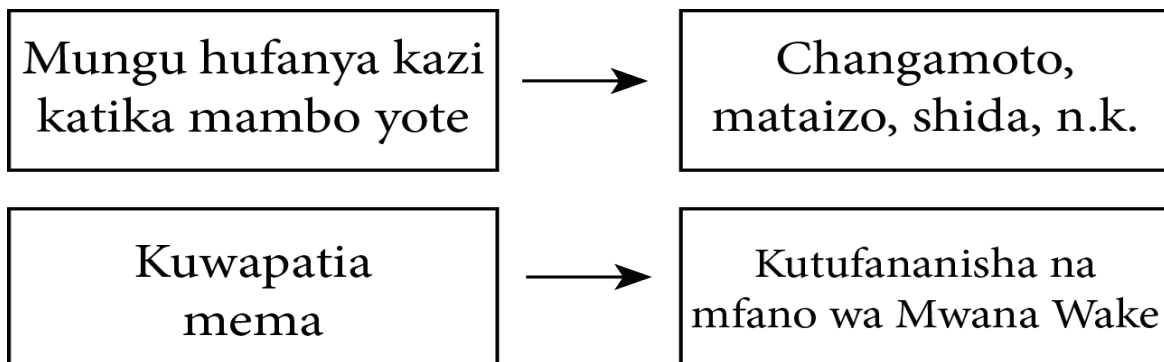 Mungu hufanya kazi
katika mambo yote
Changamoto,
mataizo, shida, n.k.
Kuwapatia
mema
Kutufananisha na
mfano wa Mwana Wake